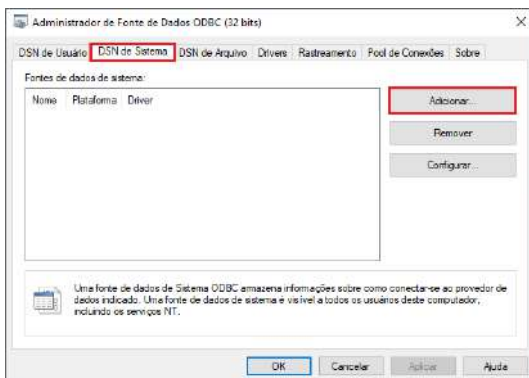 Administrador de Fonte de Dados ODBC (32 bits)
DSN de Usuário DSN de Sistema DSN de Arquivo Drivers Rastreamento Pool de Conexões Sobre
Fontes de dados de sistema:
Nome Plataforma Driver
Adicionar...
Remover
Configurar...
Uma fonte de dados de Sistema ODBC armazena informações sobre como conectar-se ao provedor de
dados indicado. Uma fonte de dados de sistema é visível a todos os usuários deste computador,
incluindo os serviços NT.
OK Cancelar Aplicar Ajuda